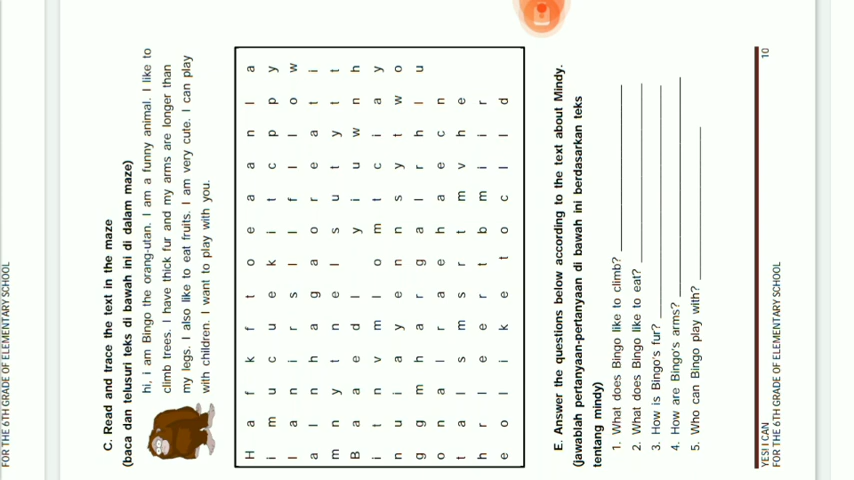 FOR THE 6TH GRADE OF ELEMENTARY SCHOOL
C. Read and trace the text in the maze
(baca dan telusuri teks di bawah ini di dalam maze)
hi, i am Bingo the orang-utan. I am a funny animal. I like to
climb trees. I have thick fur and my arms are longer than
my legs. I also like to eat fruits. I am very cute. I can play
with children. I want to play with you.
H a f k f t o e a a n l a
i m u c u e k i t c p p y
l a n i r s l l f l l o w
a l n h a g a o r e a t i
m n y t n e l s u t y t t
B a a e d l y i u w n h
i t n v m l o m t c i a y
n u i a y e n n s y t w o
g g m h a r g a l r h l u
o n a l r a e h a e c n
t a l s m s r t m v h e
h r l e e r t b m i i r
e o l i k e t o c l l d
E. Answer the questions below according to the text about Mindy.
(jawablah pertanyaan-pertanyaan di bawah ini berdasarkan teks
tentang mindy)
1. What does Bingo like to climb?
2. What does Bingo like to eat?
3. How is Bingo's fur?
4. How are Bingo's arms?
5. Who can Bingo play with?
YES! I CAN 10
FOR THE 6TH GRADE OF ELEMENTARY SCHOOL